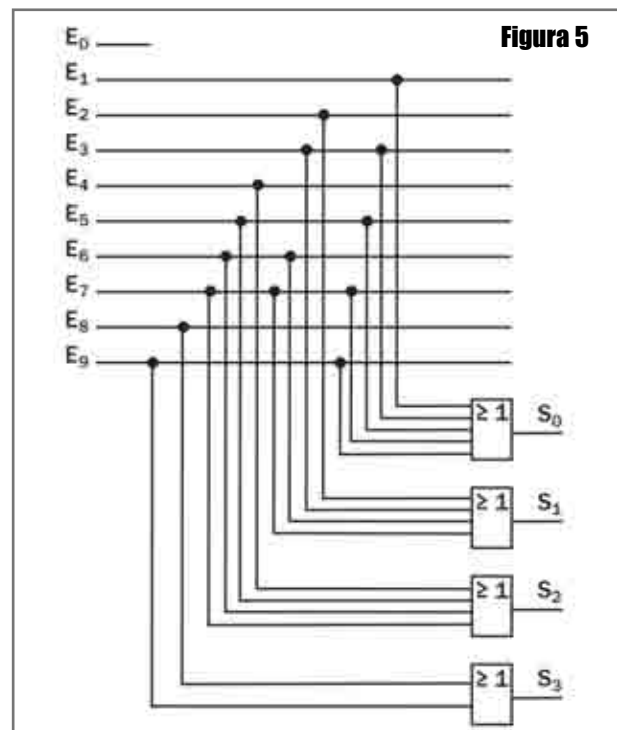 Figura 5
E₀
E₁
E₂
E₃
E₄
E₅
E₆
E₇
E₈
E₉
≥ 1 S₀
≥ 1 S₁
≥ 1 S₂
≥ 1 S₃